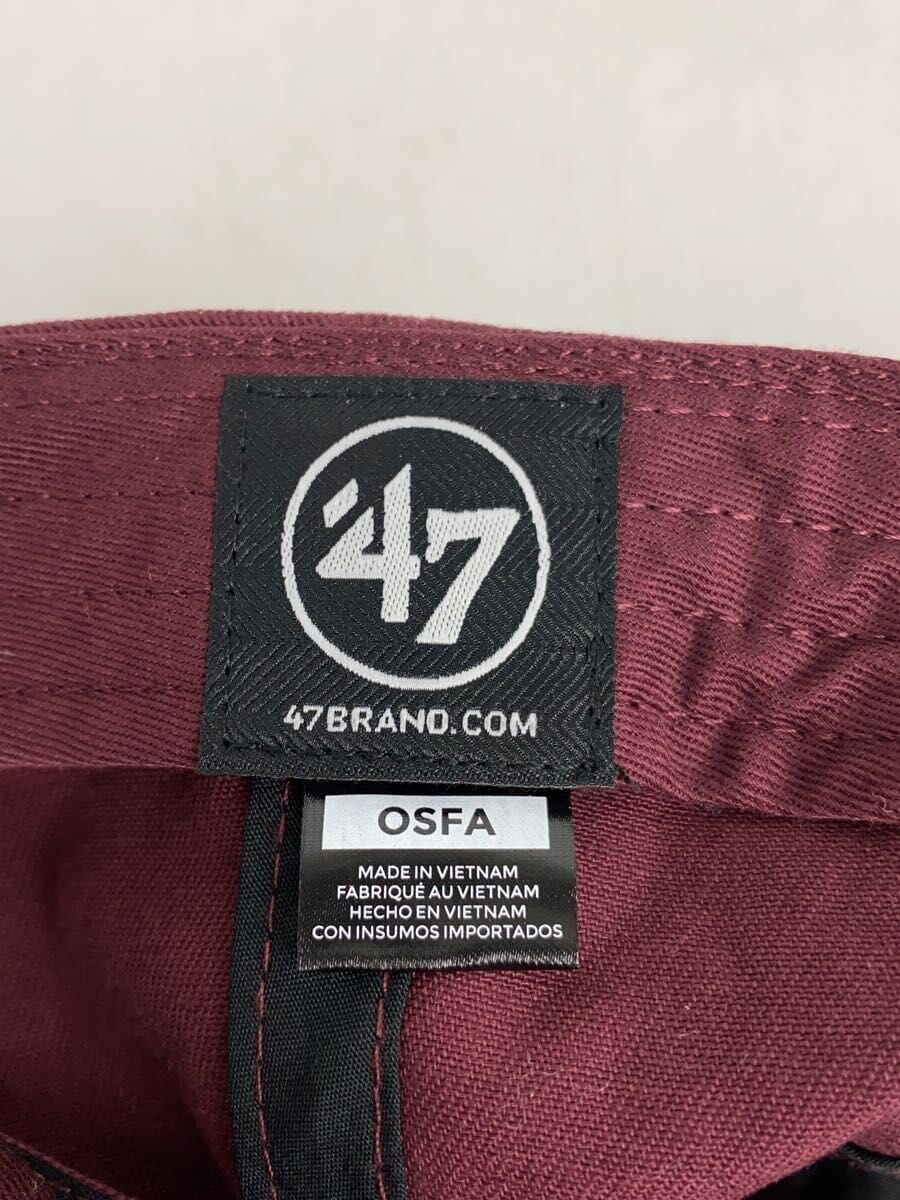 '47
47BRAND.COM
OSFA
MADE IN VIETNAM
FABRIQUÉ AU VIETNAM
HECHO EN VIETNAM
CON INSUMOS IMPORTADOS